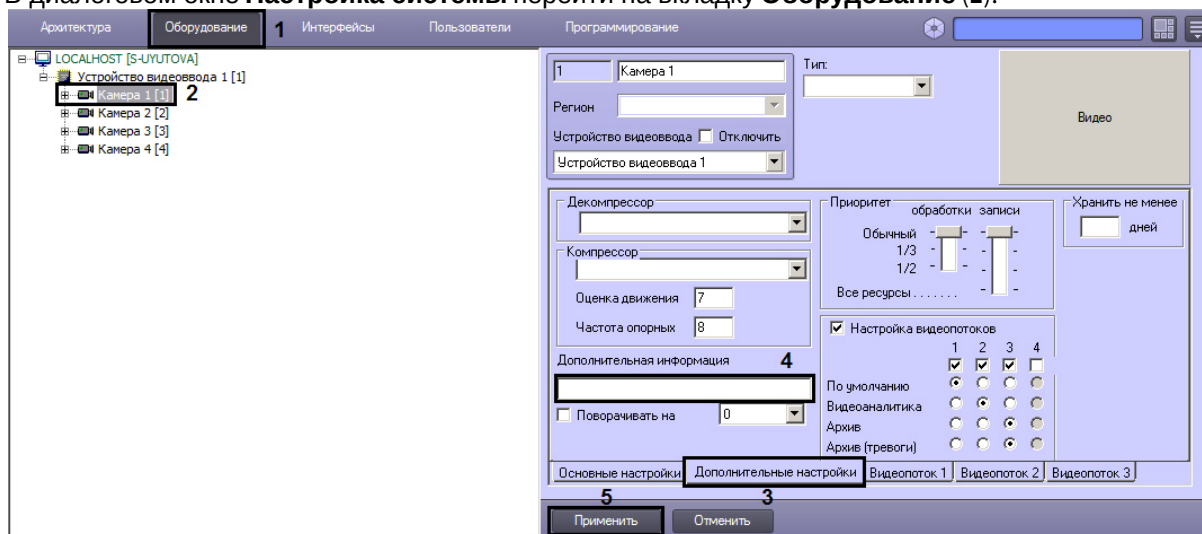 В диалоговом окне Настройка системы перейти на вкладку Оборудование (1).
Архитектура Оборудование 1 Интерфейсы Пользователи Программирование
LOCALHOST [S-UYUTOVA]
Устройство видеоввода 1 [1]
Камера 1 [1] 2
Камера 2 [2]
Камера 3 [3]
Камера 4 [4]
1 Камера 1
Тип:
Регион
Устройство видеоввода Отключить
Устройство видеоввода 1
Видео
Декомпрессор
Компрессор
Оценка движения 7
Частота опорных 8
Дополнительная информация 4
Поворачивать на 0
Приоритет обработки записи
Обычный
1/3
1/2
Все ресурсы.......
Хранить не менее
дней
Настройка видеопотоков
1 2 3 4
По умолчанию
Видеоаналитика
Архив
Архив (тревоги)
Основные настройки Дополнительные настройки Видеопоток 1 Видеопоток 2 Видеопоток 3
5 3
Применить Отменить